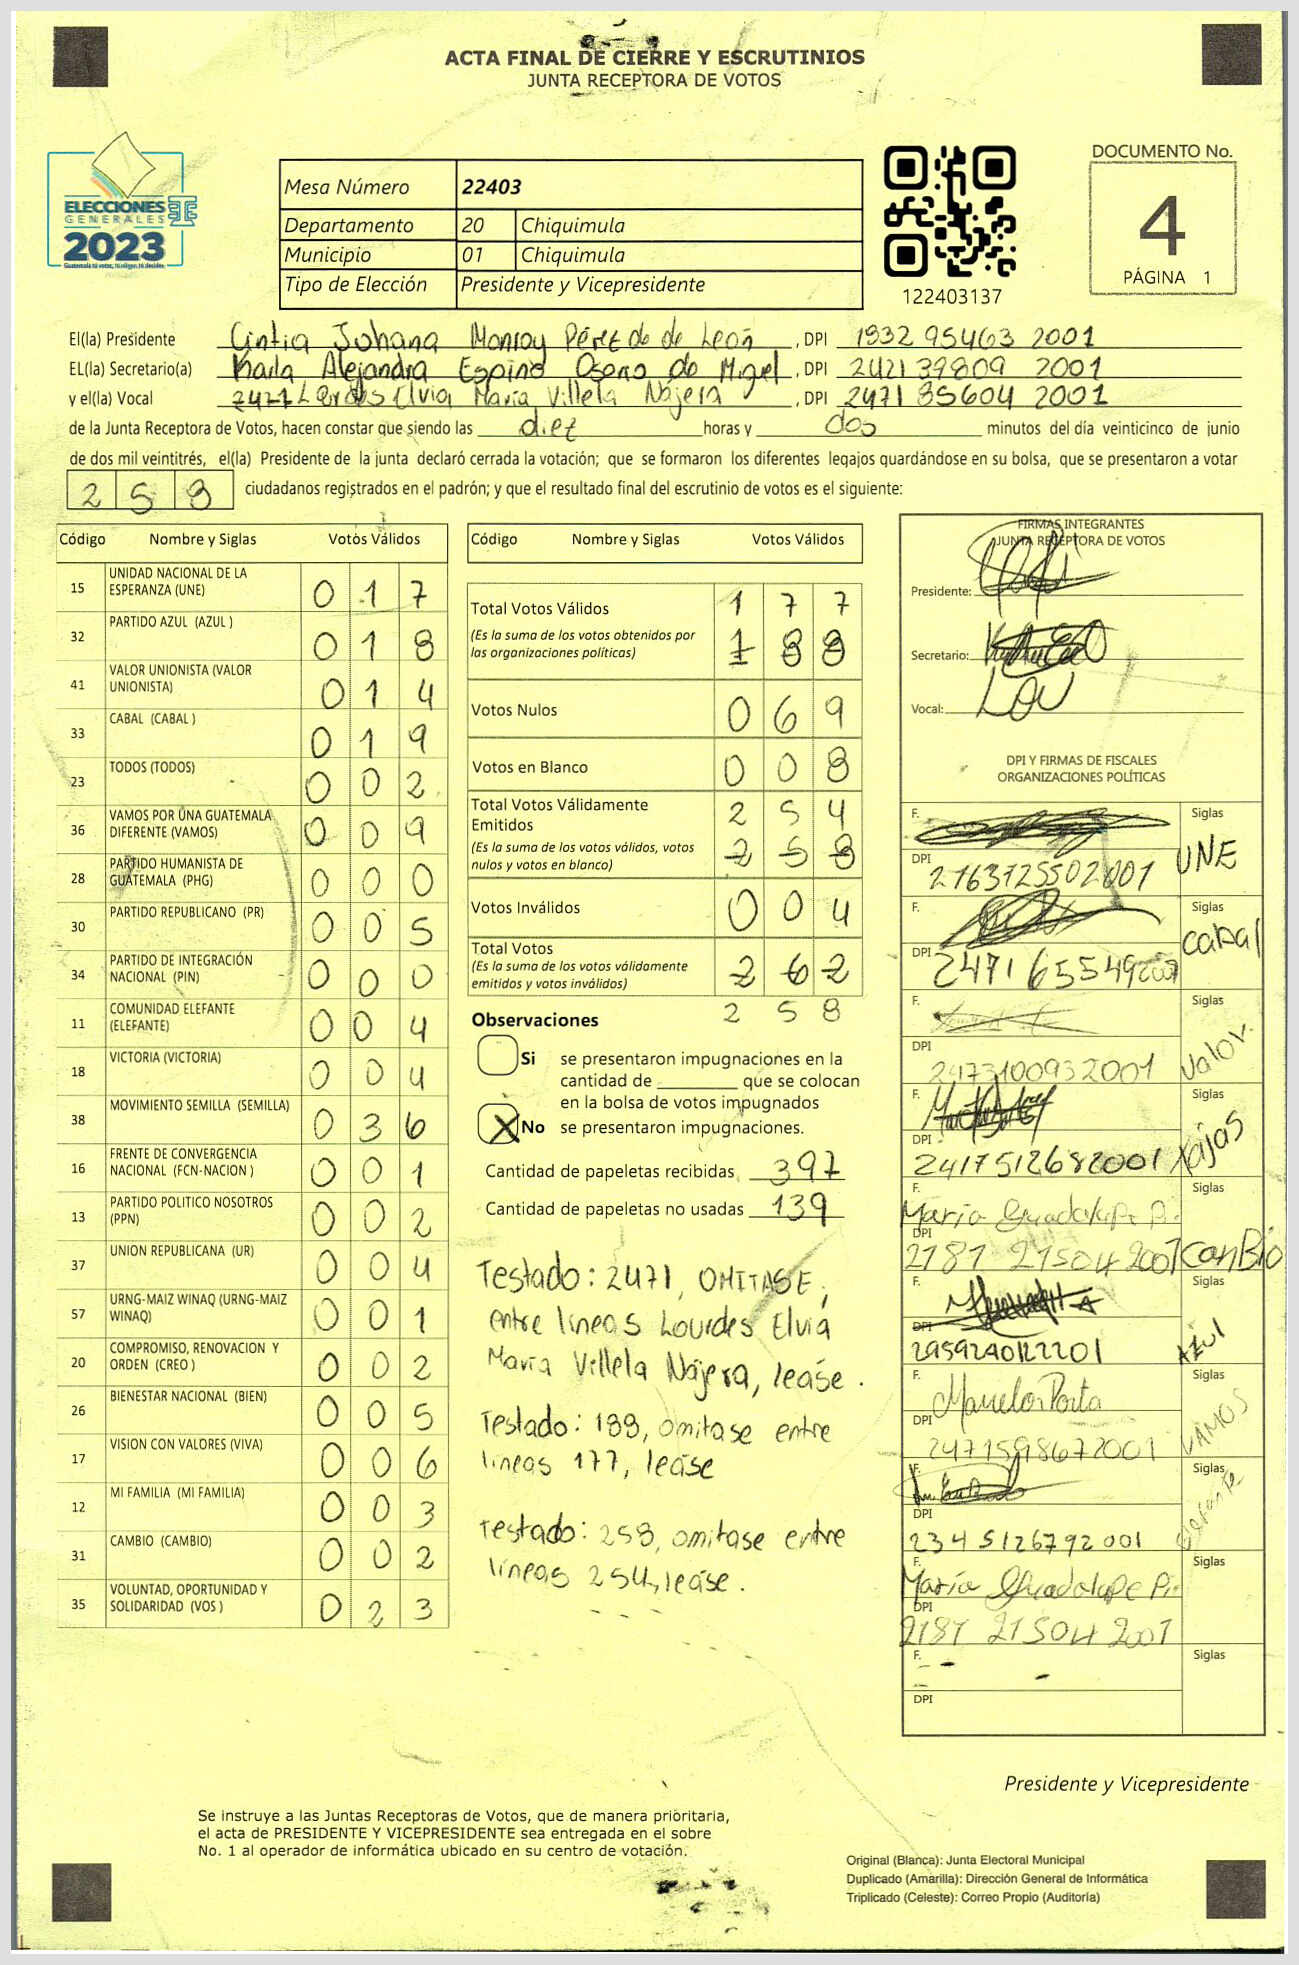 ACTA FINAL DE CIERRE Y ESCRUTINIOS
JUNTA RECEPTORA DE VOTOS
ELECCIONES
GENERALES
2023
Guatemala tú votas, tú eliges, tú decides.
Mesa Número 22403
Departamento 20 Chiquimula
Municipio 01 Chiquimula
Tipo de Elección Presidente y Vicepresidente
122403137
DOCUMENTO No.
4
PÁGINA 1
El(la) Presidente Cintia Johana Monroy Pérez de de León, DPI 1932 95463 2001
EL(la) Secretario(a) Karla Alejandra Espino Osorio de Miguel, DPI 2421 39809 2001
y el(la) Vocal Elvia María Villela Nájera, DPI 2471 85604 2001
de la Junta Receptora de Votos, hacen constar que siendo las diez horas y dos minutos del día veinticinco de junio
de dos mil veintitrés, el(la) Presidente de la junta declaró cerrada la votación; que se formaron los diferentes legajos guardándose en su bolsa, que se presentaron a votar
258 ciudadanos registrados en el padrón; y que el resultado final del escrutinio de votos es el siguiente:
Código Nombre y Siglas Votos Válidos
15 UNIDAD NACIONAL DE LA ESPERANZA (UNE) 0 1 7
32 PARTIDO AZUL (AZUL ) 0 1 8
41 VALOR UNIONISTA (VALOR UNIONISTA) 0 1 4
33 CABAL (CABAL ) 0 1 9
23 TODOS (TODOS) 0 0 2
36 VAMOS POR UNA GUATEMALA DIFERENTE (VAMOS) 0 0 9
28 PARTIDO HUMANISTA DE GUATEMALA (PHG) 0 0 0
30 PARTIDO REPUBLICANO (PR) 0 0 5
34 PARTIDO DE INTEGRACIÓN NACIONAL (PIN) 0 0 0
11 COMUNIDAD ELEFANTE (ELEFANTE) 0 0 4
18 VICTORIA (VICTORIA) 0 0 4
38 MOVIMIENTO SEMILLA (SEMILLA) 0 3 6
16 FRENTE DE CONVERGENCIA NACIONAL (FCN-NACION ) 0 0 1
13 PARTIDO POLITICO NOSOTROS (PPN) 0 0 2
37 UNION REPUBLICANA (UR) 0 0 4
57 URNG-MAIZ WINAQ (URNG-MAIZ WINAQ) 0 0 1
20 COMPROMISO, RENOVACION Y ORDEN (CREO ) 0 0 2
26 BIENESTAR NACIONAL (BIEN) 0 0 5
17 VISION CON VALORES (VIVA) 0 0 6
12 MI FAMILIA (MI FAMILIA) 0 0 3
31 CAMBIO (CAMBIO) 0 0 2
35 VOLUNTAD, OPORTUNIDAD Y SOLIDARIDAD (VOS ) 0 2 3
Código Nombre y Siglas Votos Válidos
Total Votos Válidos 1 7 7
(Es la suma de los votos obtenidos por
las organizaciones políticas) 1 8 8
Votos Nulos 0 6 9
Votos en Blanco 0 0 8
Total Votos Válidamente Emitidos 2 5 4
(Es la suma de los votos válidos, votos
nulos y votos en blanco) 2 5 8
Votos Inválidos 0 0 4
Total Votos
(Es la suma de los votos válidamente
emitidos y votos inválidos) 2 6 2
2 5 8
Observaciones
Si se presentaron impugnaciones en la
cantidad de ________ que se colocan
en la bolsa de votos impugnados
X No se presentaron impugnaciones.
Cantidad de papeletas recibidas 397
Cantidad de papeletas no usadas 139
Testado: 2471, OMITASE,
entre líneas Lourdes Elvia
María Villela Nájera, lease.
Testado: 188, omitase entre
líneas 177, lease
Testado: 258, omitase entre
líneas 254, lease.
FIRMAS INTEGRANTES
JUNTA RECEPTORA DE VOTOS
Presidente:
Secretario:
Vocal: LOU
DPI Y FIRMAS DE FISCALES
ORGANIZACIONES POLÍTICAS
F. Siglas
DPI 2163725502001 UNE
F. Siglas
DPI 2471 65549 Cabal
F. Siglas
DPI 2473100932001 Valor
F.
DPI 2417512682001
F. María Guadalupe P. Siglas
DPI 2187 21504 2001 CamBio
F. Siglas
DPI AZUl
F. Siglas
DPI 2471598672001 VAMOS
F. Siglas
DPI 2345126792001 elefante
F. María Guadalupe P. Siglas
DPI 2187 21504 2001
F. Siglas
DPI
Presidente y Vicepresidente
Se instruye a las Juntas Receptoras de Votos, que de manera prioritaria,
el acta de PRESIDENTE Y VICEPRESIDENTE sea entregada en el sobre
No. 1 al operador de informática ubicado en su centro de votación.
Original (Blanca): Junta Electoral Municipal
Duplicado (Amarilla): Dirección General de Informática
Triplicado (Celeste): Correo Propio (Auditoría)